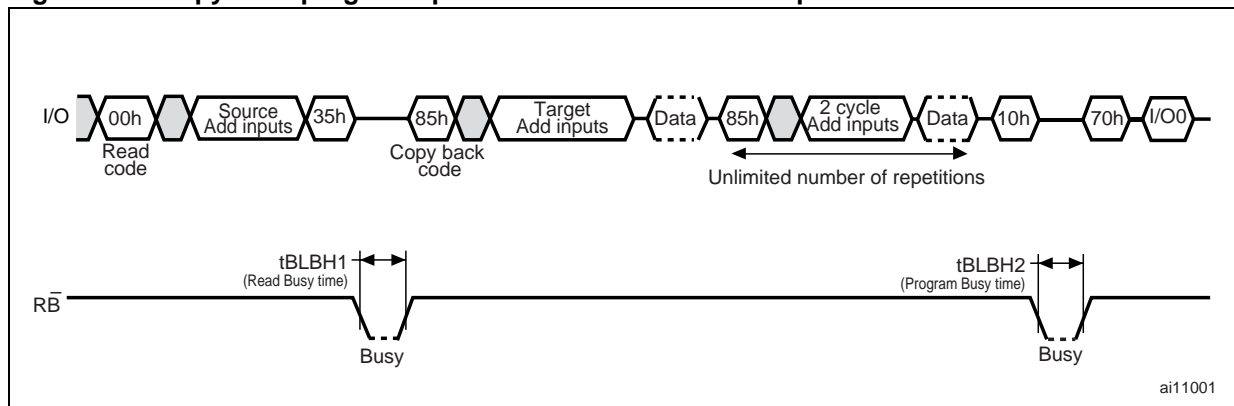 I/O 00h Source Add inputs 35h 85h Target Add inputs Data 85h 2 cycle Add inputs Data 10h 70h I/O0
Read code
Copy back code
Unlimited number of repetitions
tBLBH1
(Read Busy time)
tBLBH2
(Program Busy time)
RB
Busy
Busy
ai11001